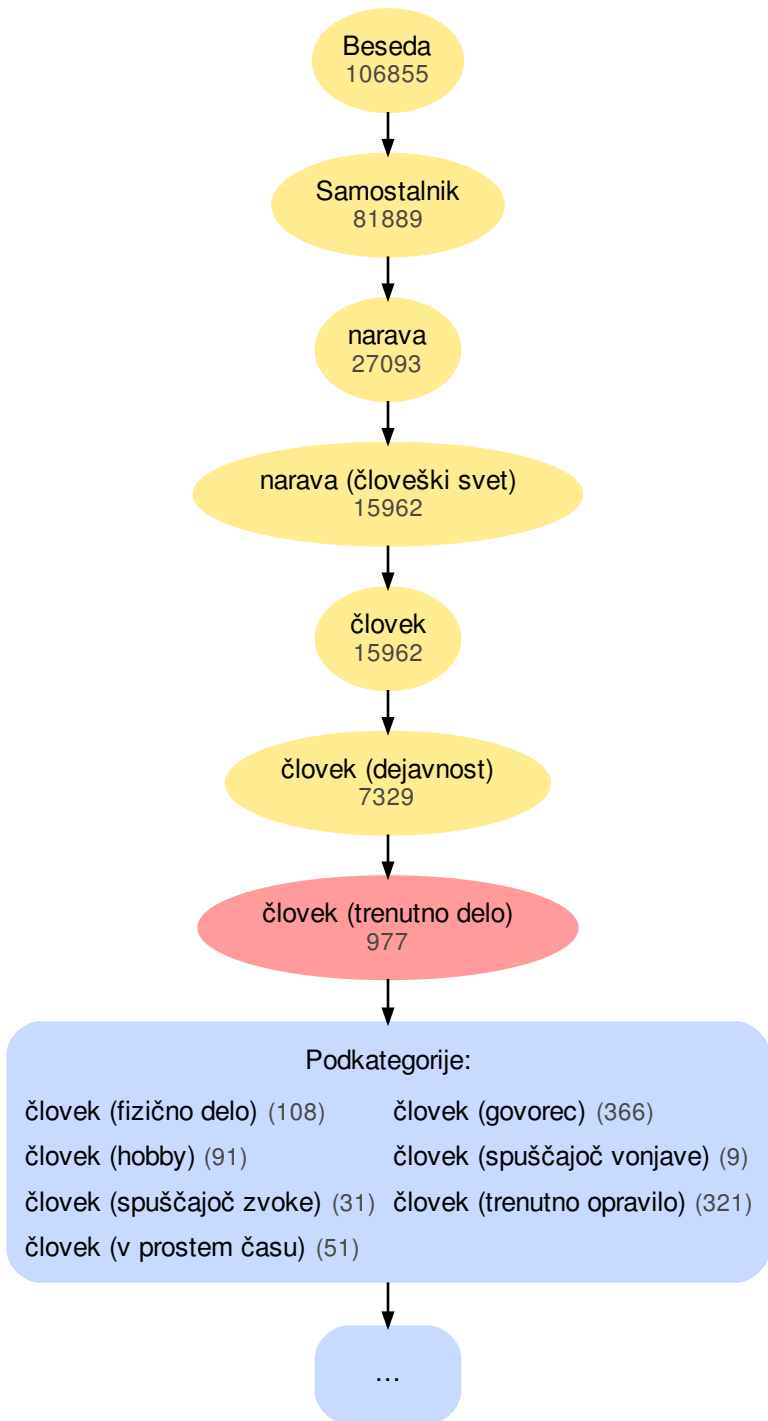 Beseda
106855
Samostalnik
81889
narava
27093
narava (človeški svet)
15962
človek
15962
človek (dejavnost)
7329
človek (trenutno delo)
977
Podkategorije:
človek (fizično delo) (108) človek (govorec) (366)
človek (hobby) (91) človek (spuščajoč vonjave) (9)
človek (spuščajoč zvoke) (31) človek (trenutno opravilo) (321)
človek (v prostem času) (51)
...